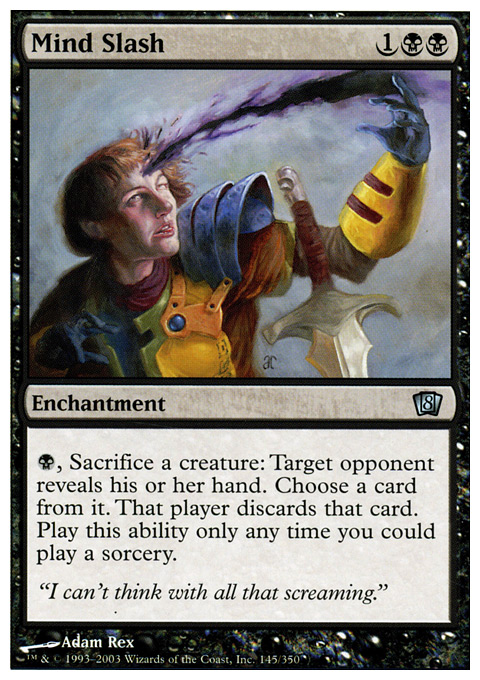 Mind Slash 1
Enchantment 8
, Sacrifice a creature: Target opponent
reveals his or her hand. Choose a card
from it. That player discards that card.
Play this ability only any time you could
play a sorcery.
“I can’t think with all that screaming.”
Adam Rex
™ & © 1993–2003 Wizards of the Coast, Inc. 145/350